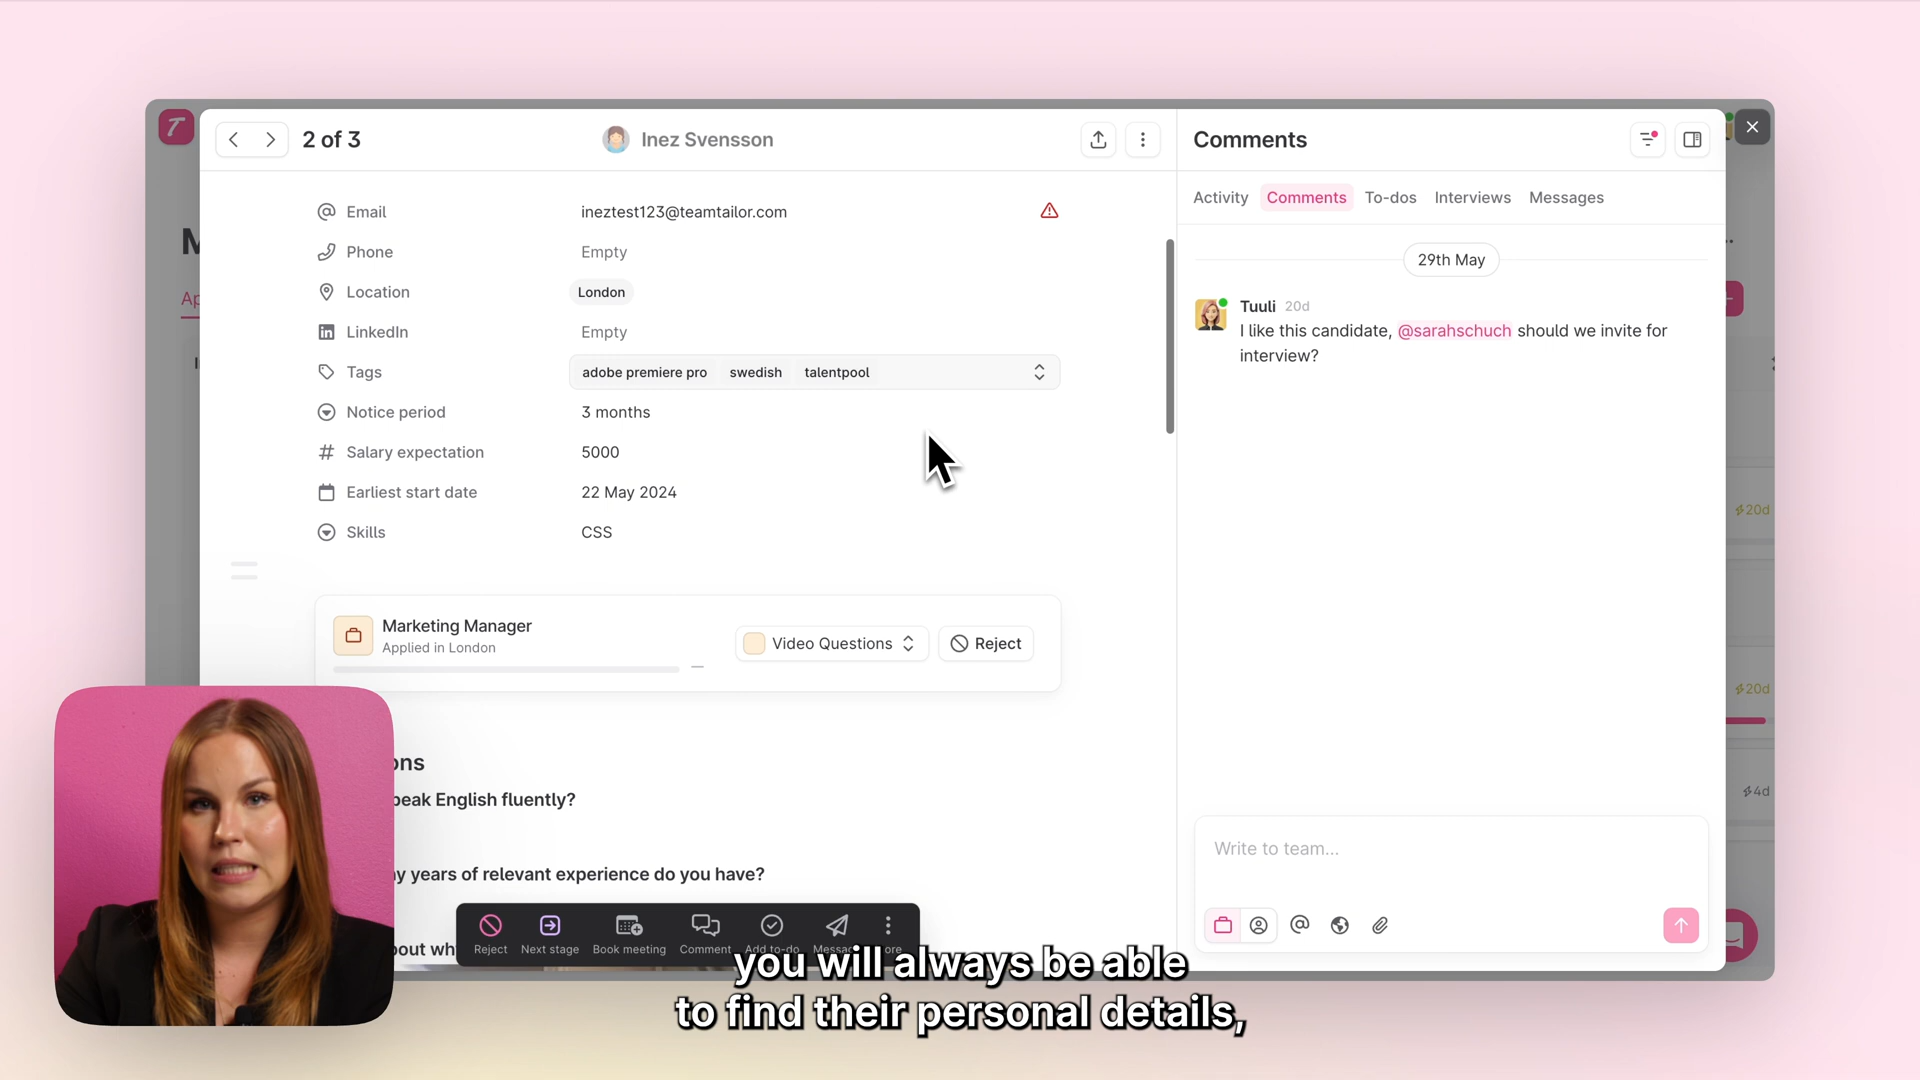 2 of 3
Inez Svensson
Email
ineztest123@teamtailor.com
Phone
Empty
Location
London
LinkedIn
Empty
Tags
adobe premiere pro swedish talentpool
Notice period
3 months
Salary expectation
5000
Earliest start date
22 May 2024
Skills
CSS
Marketing Manager
Applied in London
Video Questions
Reject
ons
peak English fluently?
ny years of relevant experience do you have?
bout why
Reject
Next stage
Book meeting
Comment
Add to-do
Comments
Activity
Comments
To-dos
Interviews
Messages
29th May
Tuuli 20d
I like this candidate, @sarahschuch should we invite for
interview?
Write to team...
20d
20d
4d
you will always be able
to find their personal details,